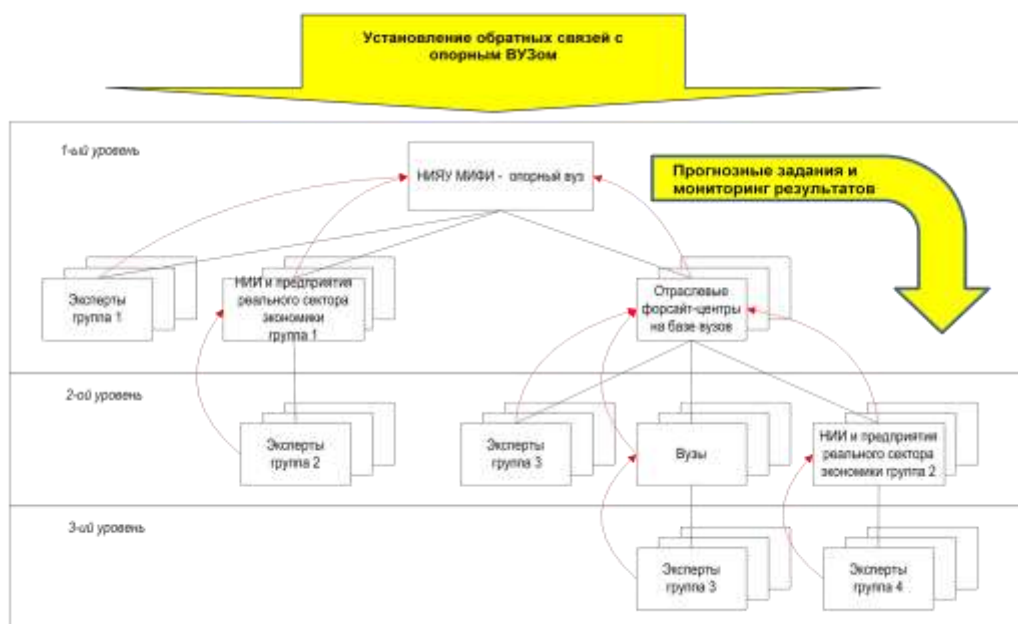 Установление обратных связей с
опорным ВУЗом
1-ый уровень
НИЯУ МИФИ - опорный вуз
Прогнозные задания и
мониторинг результатов
Эксперты
группа 1
НИИ и предприятия
реального сектора
экономики
группа 1
Отраслевые
форсайт-центры
на базе вузов
2-ой уровень
Эксперты
группа 2
Эксперты
группа 3
Вузы
НИИ и предприятия
реального сектора
экономики группа 2
3-ий уровень
Эксперты
группа 3
Эксперты
группа 4